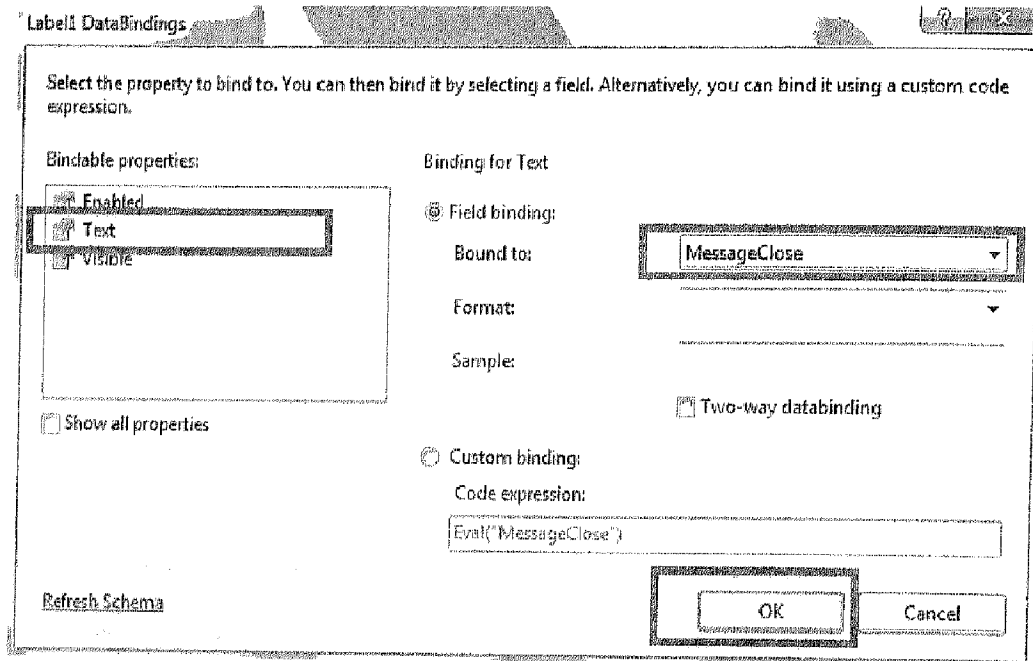 Label1 DataBindings
Select the property to bind to. You can then bind it by selecting a field. Alternatively, you can bind it using a custom code
expression.
Bindable properties:
Enabled
Text
Visible
Show all properties
Refresh Schema
Binding for Text
Field binding:
Bound to:
MessageClose
Format:
Sample:
Two-way databinding
Custom binding:
Code expression:
Eval("MessageClose")
OK
Cancel